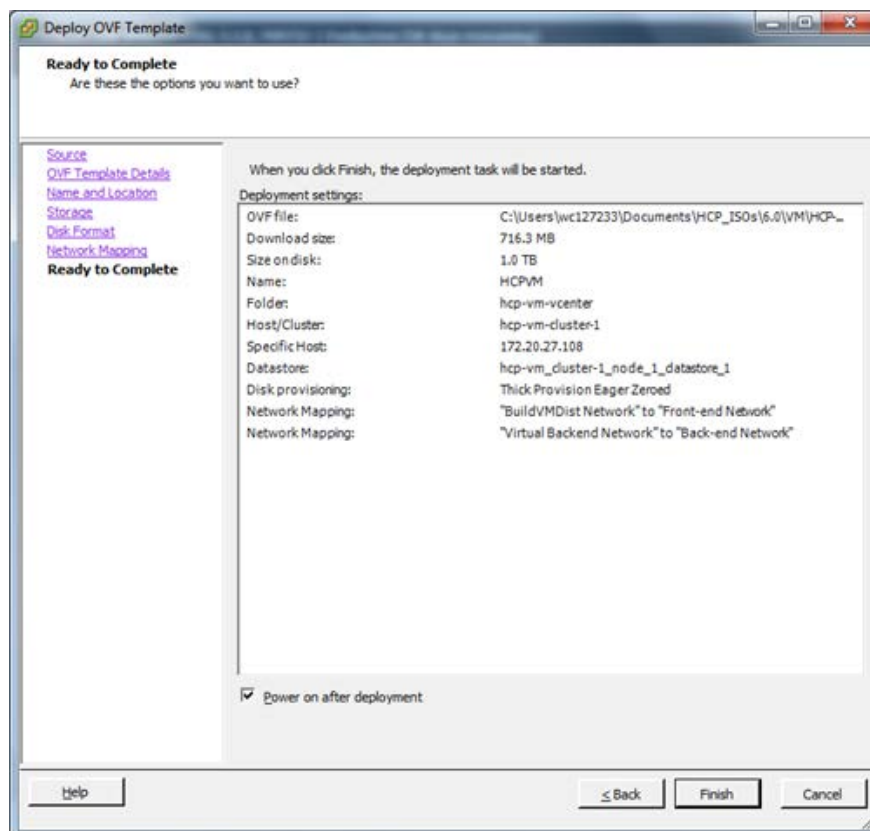 Deploy OVF Template
Ready to Complete
Are these the options you want to use?
Source
OVF Template Details
Name and Location
Storage
Disk Format
Network Mapping
Ready to Complete
When you click Finish, the deployment task will be started.
Deployment settings:
OVF file: C:\Users\wc127233\Documents\HCP_ISOs\6.0\VM\HCP-...
Download size: 716.3 MB
Size on disk: 1.0 TB
Name: HCPVM
Folder: hcp-vm-vcenter
Host/Cluster: hcp-vm-cluster-1
Specific Host: 172.20.27.108
Datastore: hcp-vm_cluster-1_node_1_datastore_1
Disk provisioning: Thick Provision Eager Zeroed
Network Mapping: "BuildVMDist Network" to "Front-end Network"
Network Mapping: "Virtual Backend Network" to "Back-end Network"
Power on after deployment
Help
< Back
Finish
Cancel